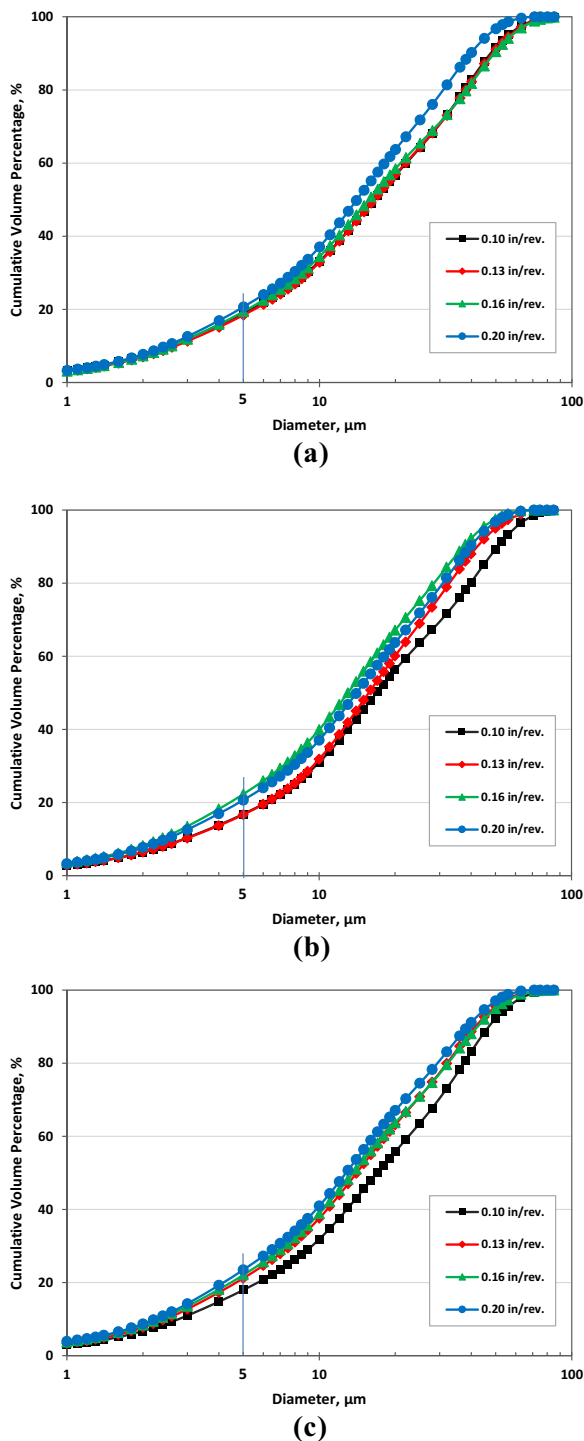 100
80
60
40
20
0
Cumulative Volume Percentage, %
0.10 in/rev.
0.13 in/rev.
0.16 in/rev.
0.20 in/rev.
1 5 10 100
Diameter, µm
(a)
100
80
60
40
20
0
Cumulative Volume Percentage, %
0.10 in/rev.
0.13 in/rev.
0.16 in/rev.
0.20 in/rev.
1 5 10 100
Diameter, µm
(b)
100
80
60
40
20
0
Cumulative Volume Percentage, %
0.10 in/rev.
0.13 in/rev.
0.16 in/rev.
0.20 in/rev.
1 5 10 100
Diameter, µm
(c)